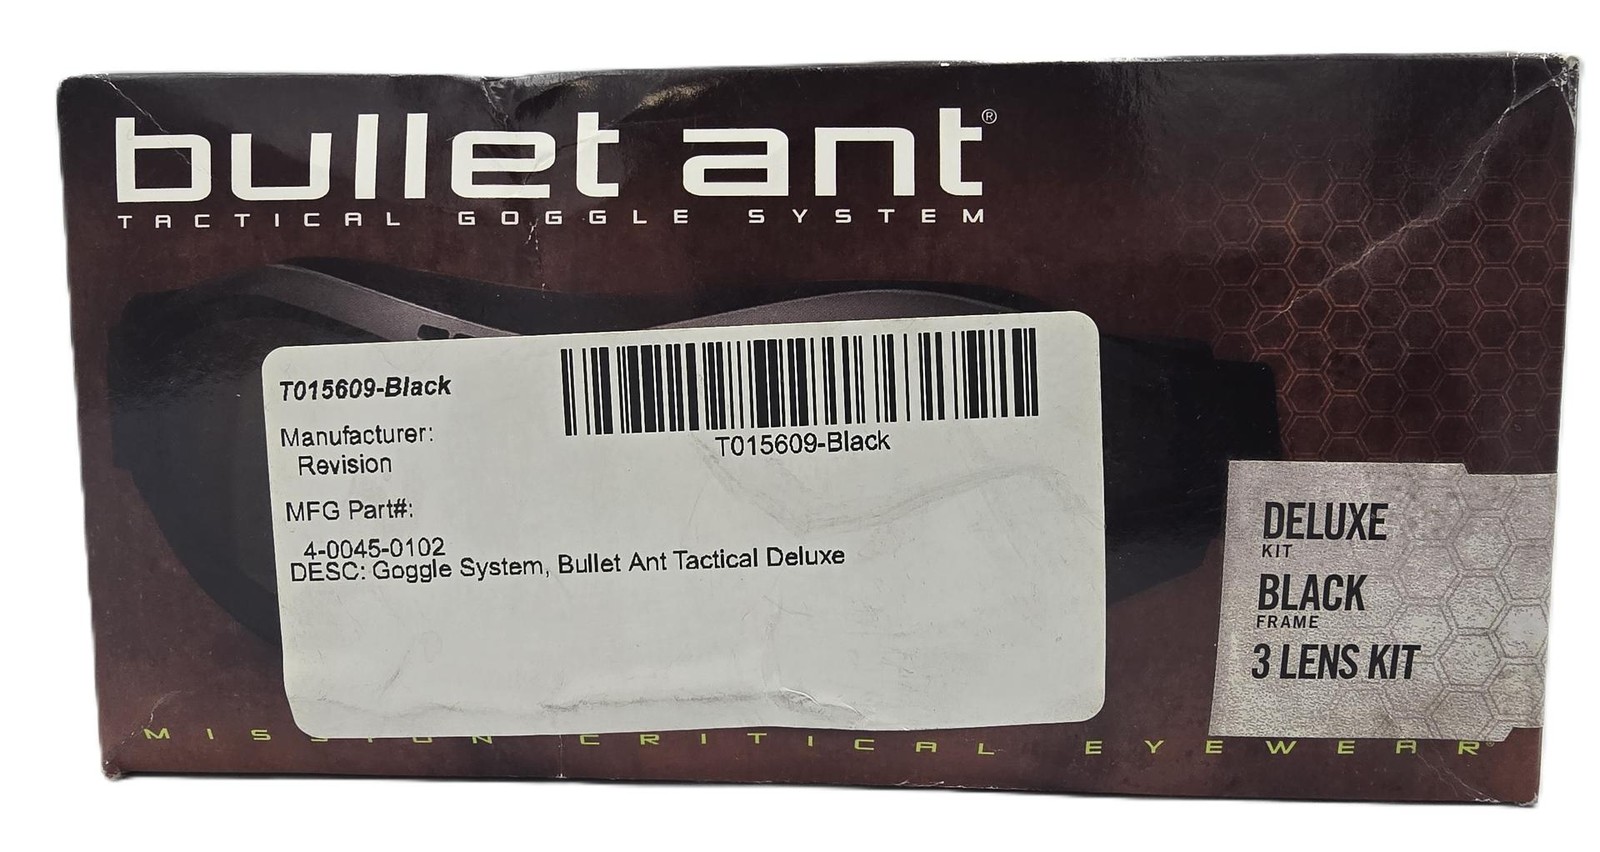 bullet ant®
TACTICAL GOGGLE SYSTEM
T015609-Black
T015609-Black
Manufacturer:
Revision
MFG Part#:
4-0045-0102
DESC: Goggle System, Bullet Ant Tactical Deluxe
DELUXE
KIT
BLACK
FRAME
3 LENS KIT
MISSION CRITICAL EYEWEAR®